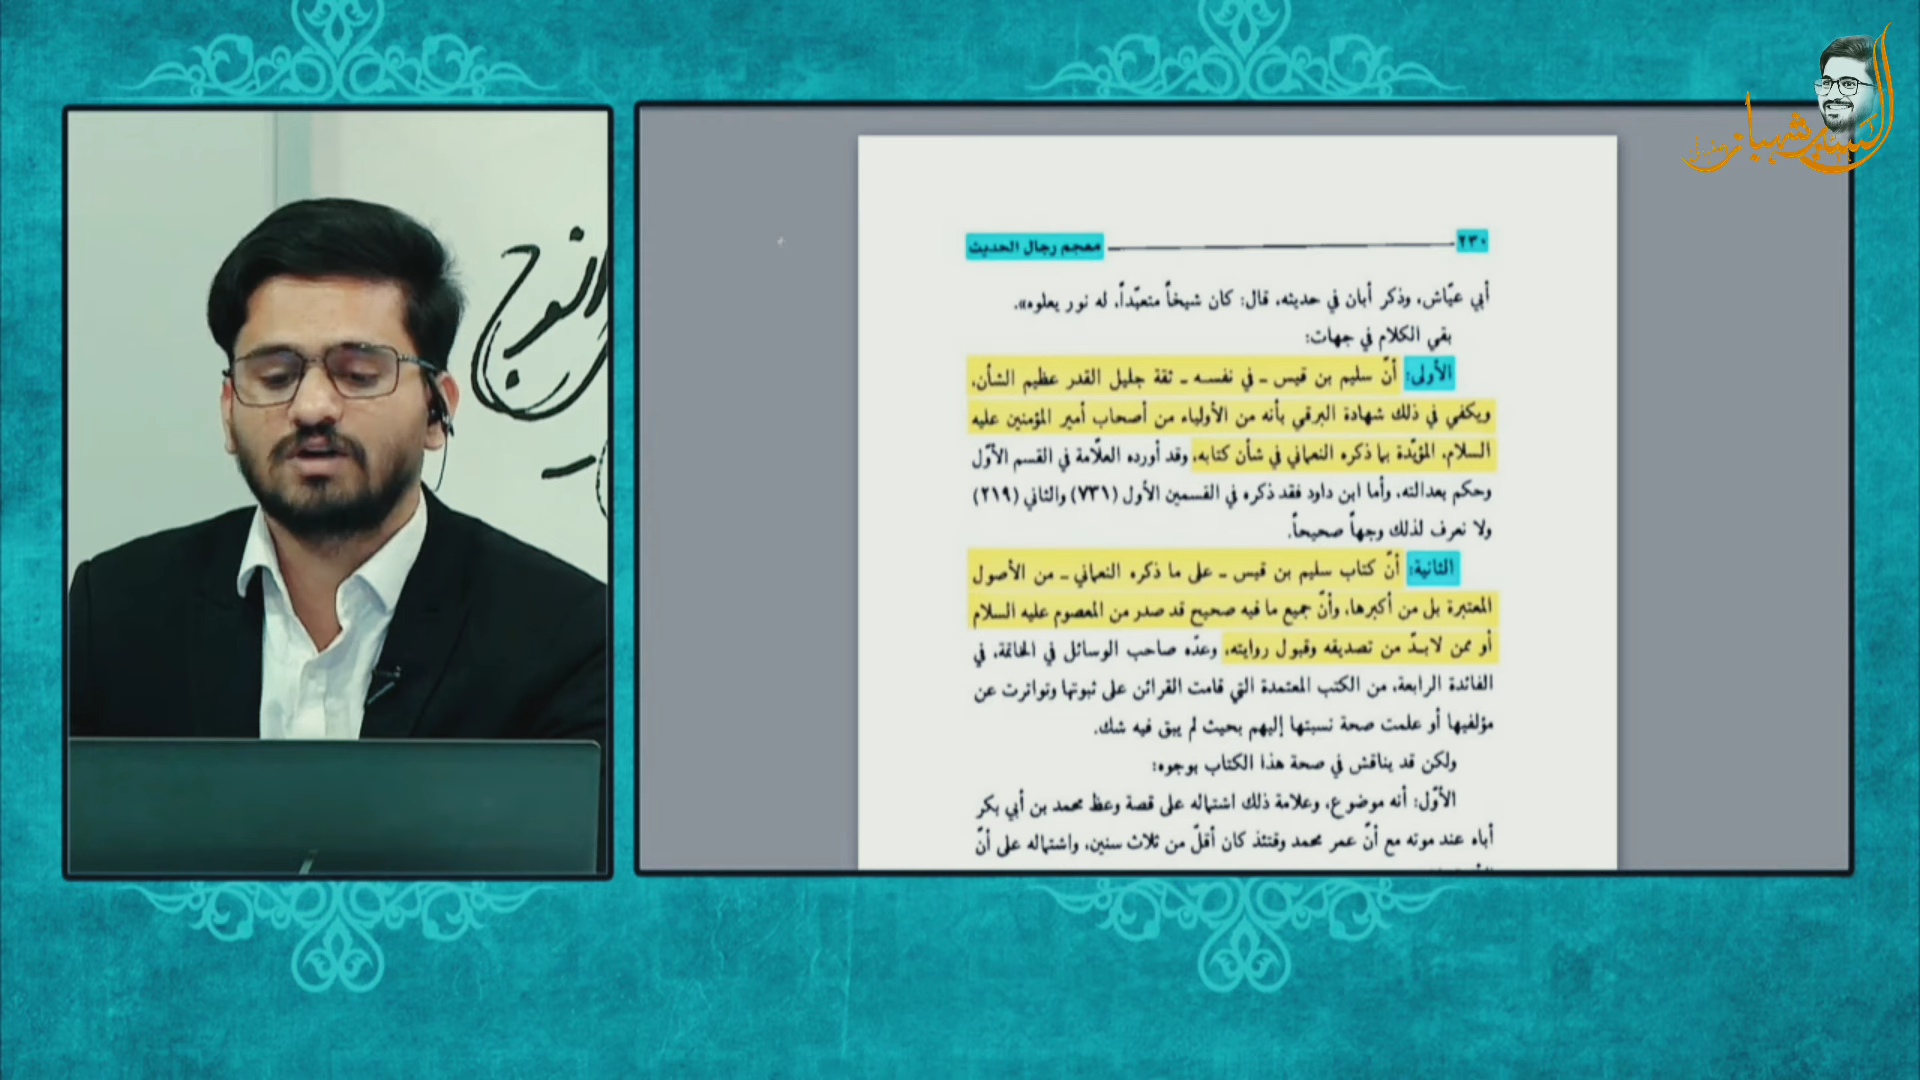 معجم رجال الحديث ٢٣٠
أبي عيّاش، وذكر أبان في حديثه، قال: كان شيخاً متعبّداً، له نور يعلوه».
بقي الكلام في جهات:
الأولى: أنّ سليم بن قيس ـ في نفسه ـ ثقة جليل القدر عظيم الشأن،
ويكفي في ذلك شهادة البرقي بأنه من الأولياء من أصحاب أمير المؤمنين عليه
السلام، المؤيّدة بما ذكره النعماني في شأن كتابه، وقد أورده العلّامة في القسم الأوّل
وحكم بعدالته، وأما ابن داود فقد ذكره في القسمين الأول (٧٣١) والثاني (٢١٩)
ولا نعرف لذلك وجهاً صحيحاً.
الثانية: أنّ كتاب سليم بن قيس ـ على ما ذكره النعماني ـ من الأصول
المعتبرة بل من أكبرها، وأنّ جميع ما فيه صحيح قد صدر من المعصوم عليه السلام
أو ممن لابدّ من تصديقه وقبول روايته، وعدّه صاحب الوسائل في الخاتمة، في
الفائدة الرابعة، من الكتب المعتمدة التي قامت القرائن على ثبوتها وتواترت عن
مؤلفيها أو علمت صحة نسبتها إليهم بحيث لم يبق فيه شك.
ولكن قد يناقش في صحة هذا الكتاب بوجوه:
الأوّل: أنه موضوع، وعلامة ذلك اشتماله على قصة وعظ محمد بن أبي بكر
أباه عند موته مع أنّ عمر محمد وقتئذ كان أقلّ من ثلاث سنين، واشتماله على أنّ